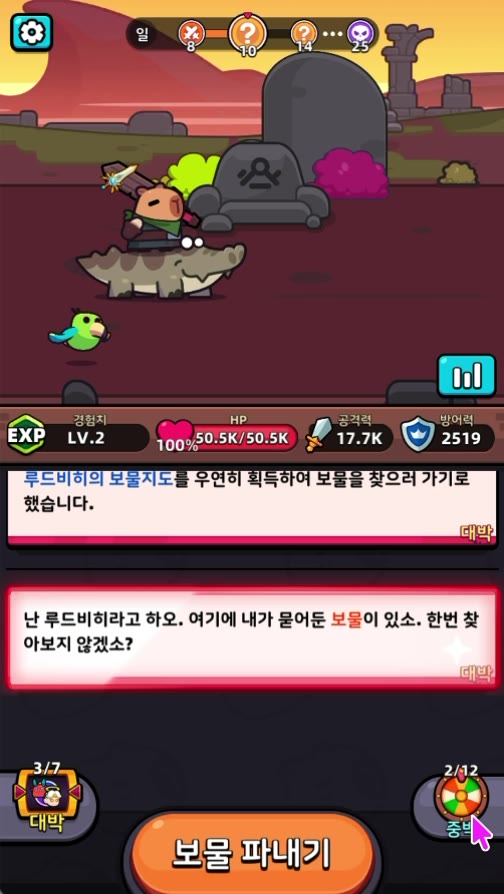 일
8
10
14
25
경험치
HP
공격력
방어력
EXP
LV.2
100%
50.5K/50.5K
17.7K
2519
루드비히의 보물지도를 우연히 획득하여 보물을 찾으러 가기로
했습니다.
대박
난 루드비히라고 하오. 여기에 내가 묻어둔 보물이 있소. 한번 찾
아보지 않겠소?
대박
3/7
대박
2/12
보물 파내기